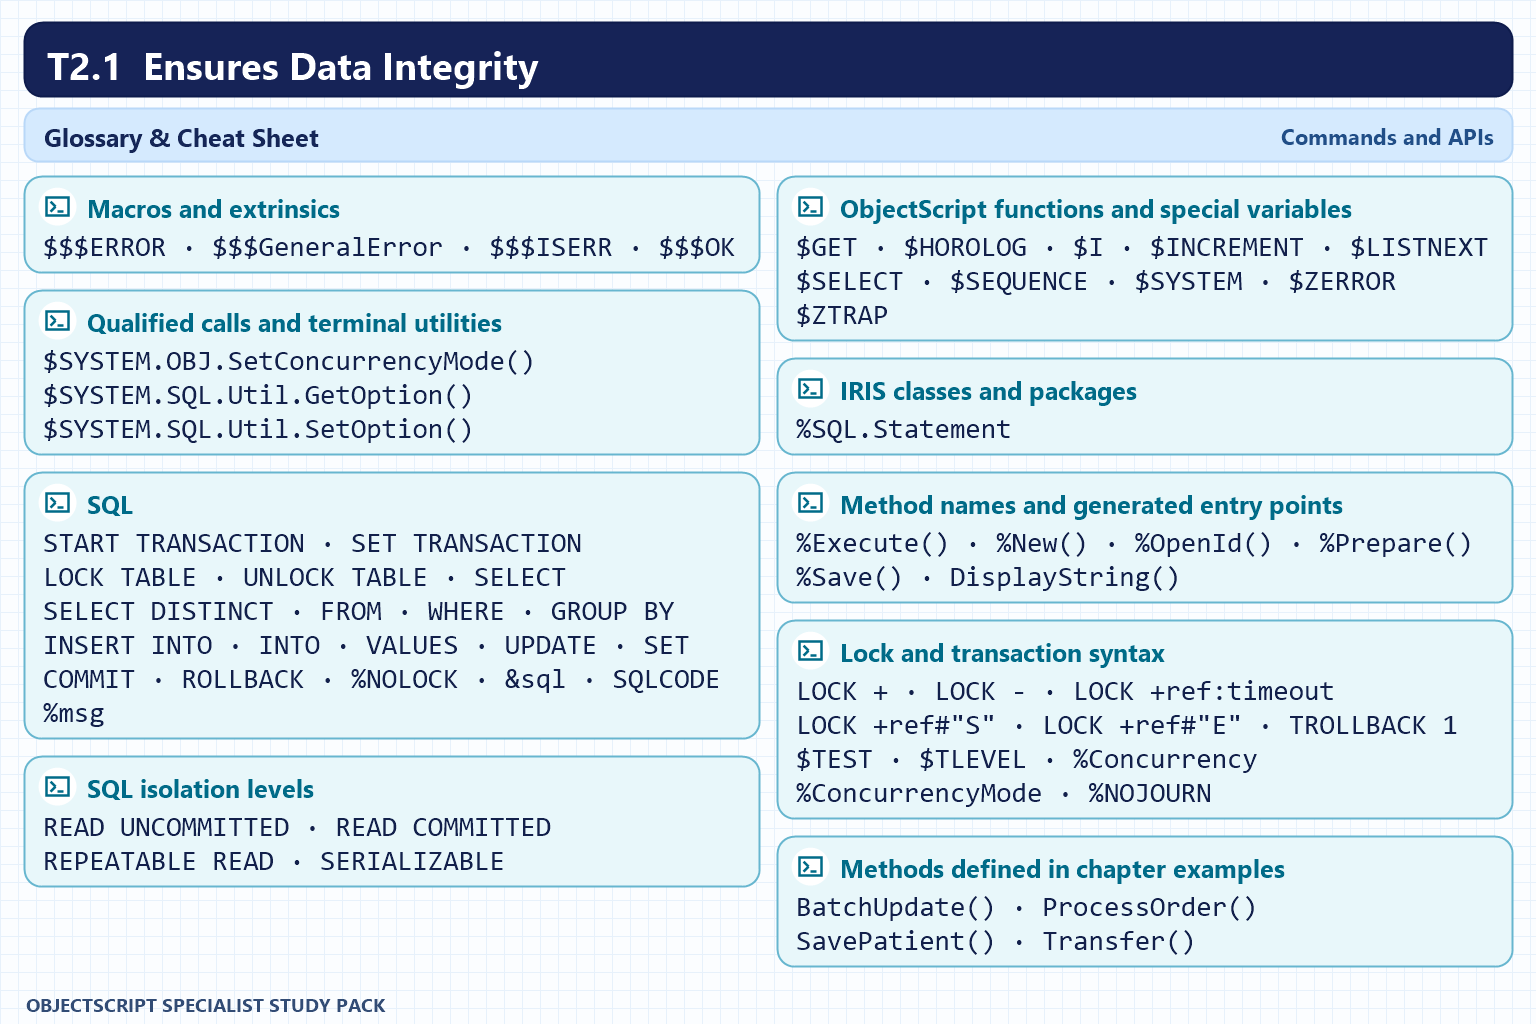 T2.1 Ensures Data Integrity
Glossary & Cheat Sheet
Commands and APIs
Macros and extrinsics
$$$ERROR · $$$GeneralError · $$$ISERR · $$$OK
Qualified calls and terminal utilities
$SYSTEM.OBJ.SetConcurrencyMode()
$SYSTEM.SQL.Util.GetOption()
$SYSTEM.SQL.Util.SetOption()
SQL
START TRANSACTION · SET TRANSACTION
LOCK TABLE · UNLOCK TABLE · SELECT
SELECT DISTINCT · FROM · WHERE · GROUP BY
INSERT INTO · INTO · VALUES · UPDATE · SET
COMMIT · ROLLBACK · %NOLOCK · &sql · SQLCODE
%msg
SQL isolation levels
READ UNCOMMITTED · READ COMMITTED
REPEATABLE READ · SERIALIZABLE
ObjectScript functions and special variables
$GET · $HOROLOG · $I · $INCREMENT · $LISTNEXT
$SELECT · $SEQUENCE · $SYSTEM · $ZERROR
$ZTRAP
IRIS classes and packages
%SQL.Statement
Method names and generated entry points
%Execute() · %New() · %OpenId() · %Prepare()
%Save() · DisplayString()
Lock and transaction syntax
LOCK + · LOCK - · LOCK +ref:timeout
LOCK +ref#"S" · LOCK +ref#"E" · TROLLBACK 1
$TEST · $TLEVEL · %Concurrency
%ConcurrencyMode · %NOJOURN
Methods defined in chapter examples
BatchUpdate() · ProcessOrder()
SavePatient() · Transfer()
OBJECTSCRIPT SPECIALIST STUDY PACK